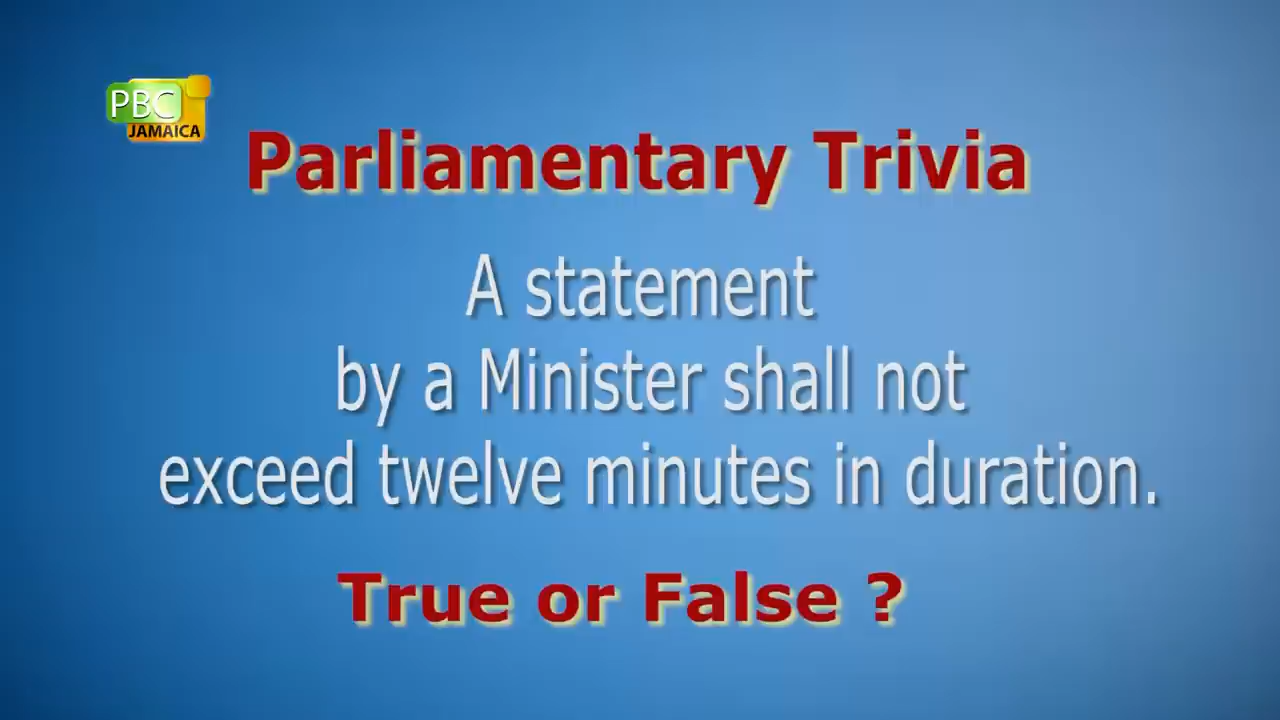 PBC
JAMAICA
Parliamentary Trivia
A statement
by a Minister shall not
exceed twelve minutes in duration.
True or False ?